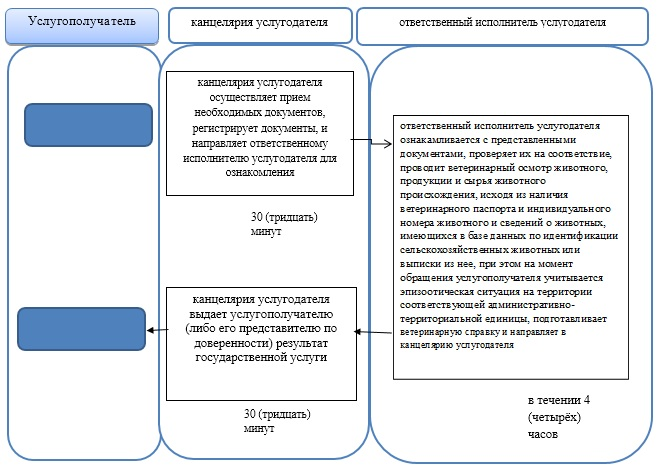 Услугополучатель
канцелярия услугодателя
ответственный исполнитель услугодателя
канцелярия услугодателя
осуществляет прием
необходимых документов,
регистрирует документы, и
направляет ответственному
исполнителю услугодателя для
ознакомления
30 (тридцать)
минут
ответственный исполнитель услугодателя
ознакамливается с представленными
документами, проверяет их на соответствие,
проводит ветеринарный осмотр животного,
продукции и сырья животного
происхождения, исходя из наличия
ветеринарного паспорта и индивидуального
номера животного и сведений о животных,
имеющихся в базе данных по идентификации
сельскохозяйственных животных или
выписки из нее, при этом на момент
обращения услугополучателя учитывается
эпизоотическая ситуация на территории
соответствующей административно-
территориальной единицы, подготавливает
ветеринарную справку и направляет в
канцелярию услугодателя
в течении 4
(четырёх)
часов
канцелярия услугодателя
выдает услугополучателю
(либо его представителю по
доверенности) результат
государственной услуги
30 (тридцать)
минут